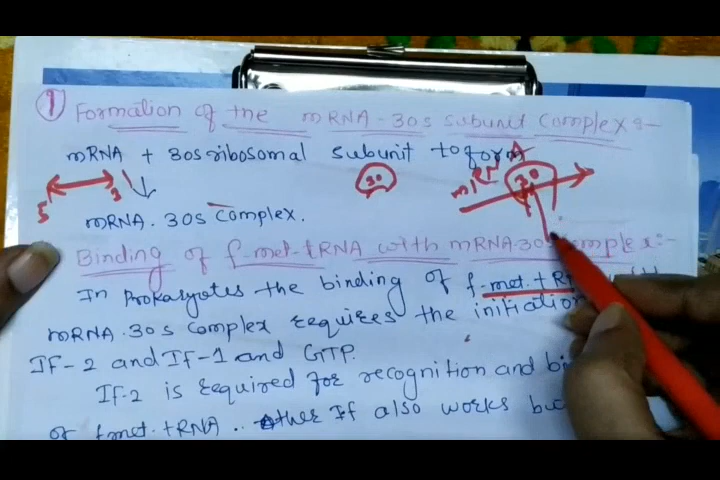 ① Formation of the mRNA-30s subunit Complex :-
mRNA + 30s ribosomal subunit to form
5 3 30 mRNA 30
mRNA.30s Complex.
Binding of f-met-tRNA with mRNA.30s complex :-
In Prokaryotes the binding of f-met.tRN
mRNA.30s Complex requires the initiation
IF-2 and IF-1 and GTP.
IF-2 is required for recognition and bi
of fmet.tRNA.. other If also works bu